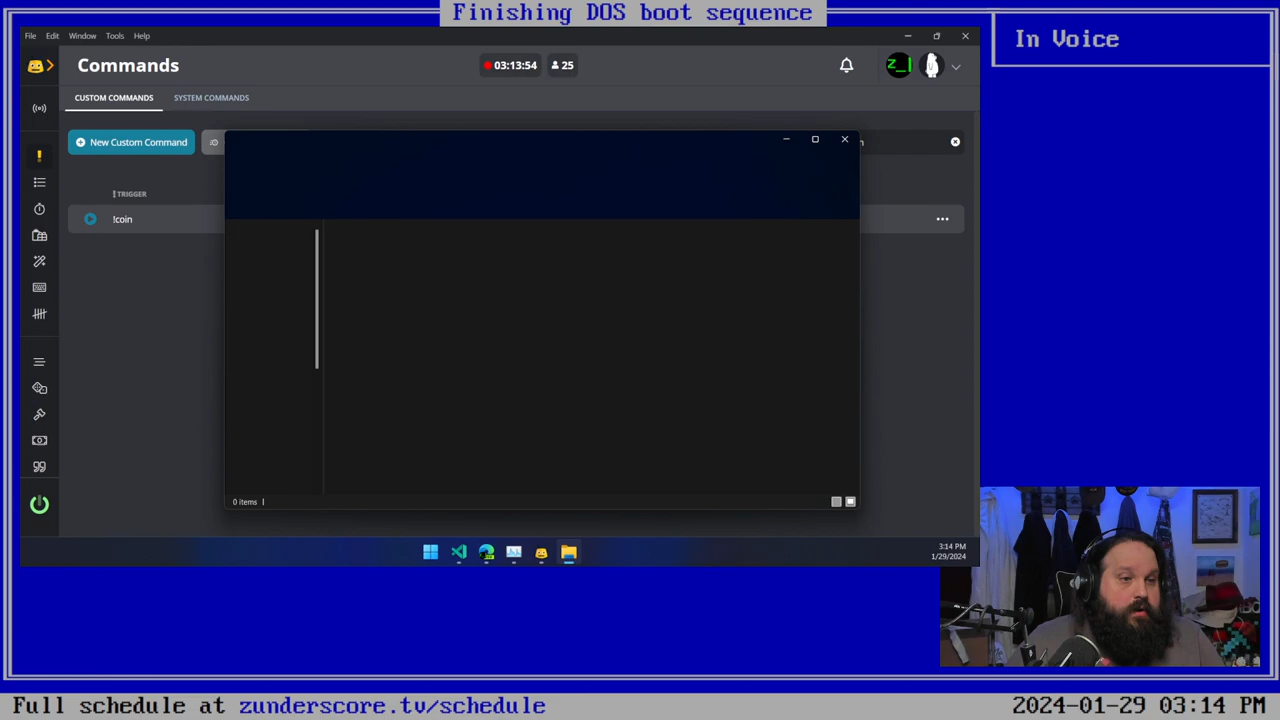 Finishing DOS boot sequence
In Voice
File Edit Window Tools Help
Commands
03:13:54
25
z_
CUSTOM COMMANDS SYSTEM COMMANDS
New Custom Command
TRIGGER
!coin
0 items
3:14 PM
1/29/2024
Full schedule at zunderscore.tv/schedule
2024-01-29 03:14 PM